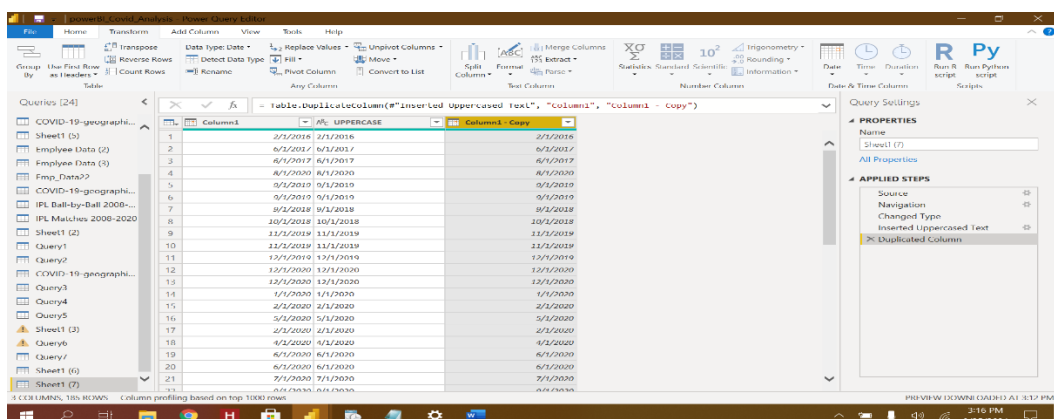 powerBI_Covid_Analysis - Power Query Editor
File Home Transform Add Column View Tools Help
Group By
Use First Row as Headers
Transpose
Reverse Rows
Count Rows
Table
Data Type: Date
Detect Data Type
Rename
Replace Values
Fill
Pivot Column
Unpivot Columns
Move
Convert to List
Any Column
Split Column
ABC
Format
Merge Columns
Extract
Parse
Text Column
Statistics
Standard
Scientific
Trigonometry
Rounding
Information
Number Column
Date
Time
Duration
Date & Time Column
Run R script
Run Python script
Scripts
Queries [24]
COVID-19-geographi...
Sheet1 (5)
Emplyee Data (2)
Emplyee Data (3)
Emp_Data22
COVID-19-geographi...
IPL Ball-by-Ball 2008-...
IPL Matches 2008-2020
Sheet1 (2)
Query1
Query2
COVID-19-geographi...
Query3
Query4
Query5
Sheet1 (3)
Query6
Query7
Sheet1 (6)
Sheet1 (7)
= Table.DuplicateColumn(#"Inserted Uppercased Text", "Column1", "Column1 - Copy")
Column1 UPPERCASE Column1 - Copy
1 2/1/2016 2/1/2016 2/1/2016
2 6/1/2017 6/1/2017 6/1/2017
3 6/1/2017 6/1/2017 6/1/2017
4 8/1/2020 8/1/2020 8/1/2020
5 9/1/2019 9/1/2019 9/1/2019
6 9/1/2019 9/1/2019 9/1/2019
7 9/1/2018 9/1/2018 9/1/2018
8 10/1/2018 10/1/2018 10/1/2018
9 11/1/2019 11/1/2019 11/1/2019
10 11/1/2019 11/1/2019 11/1/2019
11 12/1/2019 12/1/2019 12/1/2019
12 12/1/2020 12/1/2020 12/1/2020
13 12/1/2020 12/1/2020 12/1/2020
14 1/1/2020 1/1/2020 1/1/2020
15 2/1/2020 2/1/2020 2/1/2020
16 5/1/2020 5/1/2020 5/1/2020
17 2/1/2020 2/1/2020 2/1/2020
18 4/1/2020 4/1/2020 4/1/2020
19 6/1/2020 6/1/2020 6/1/2020
20 6/1/2020 6/1/2020 6/1/2020
21 7/1/2020 7/1/2020 7/1/2020
Query Settings
PROPERTIES
Name
Sheet1 (7)
All Properties
APPLIED STEPS
Source
Navigation
Changed Type
Inserted Uppercased Text
Duplicated Column
3 COLUMNS, 185 ROWS Column profiling based on top 1000 rows
PREVIEW DOWNLOADED AT 3:12 PM
3:16 PM